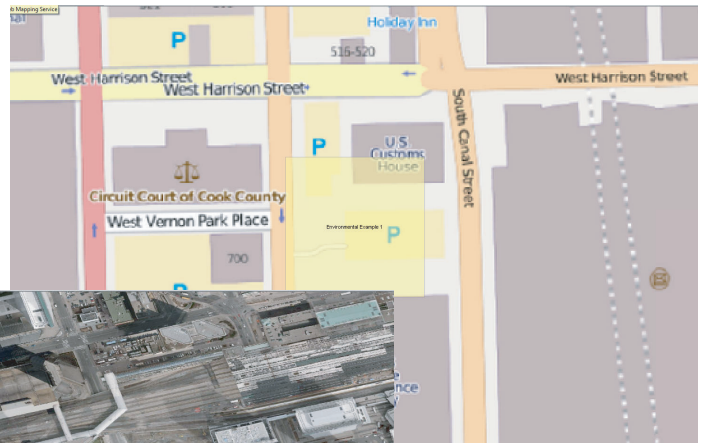 Mapping Service
Holiday Inn
P
516-520
West Harrison Street
West Harrison Street
West Harrison Street
P
U S
Customs
House
South Canal Street
Circuit Court of Cook County
West Vernon Park Place
Environmental Example 1
P
700
P
nce